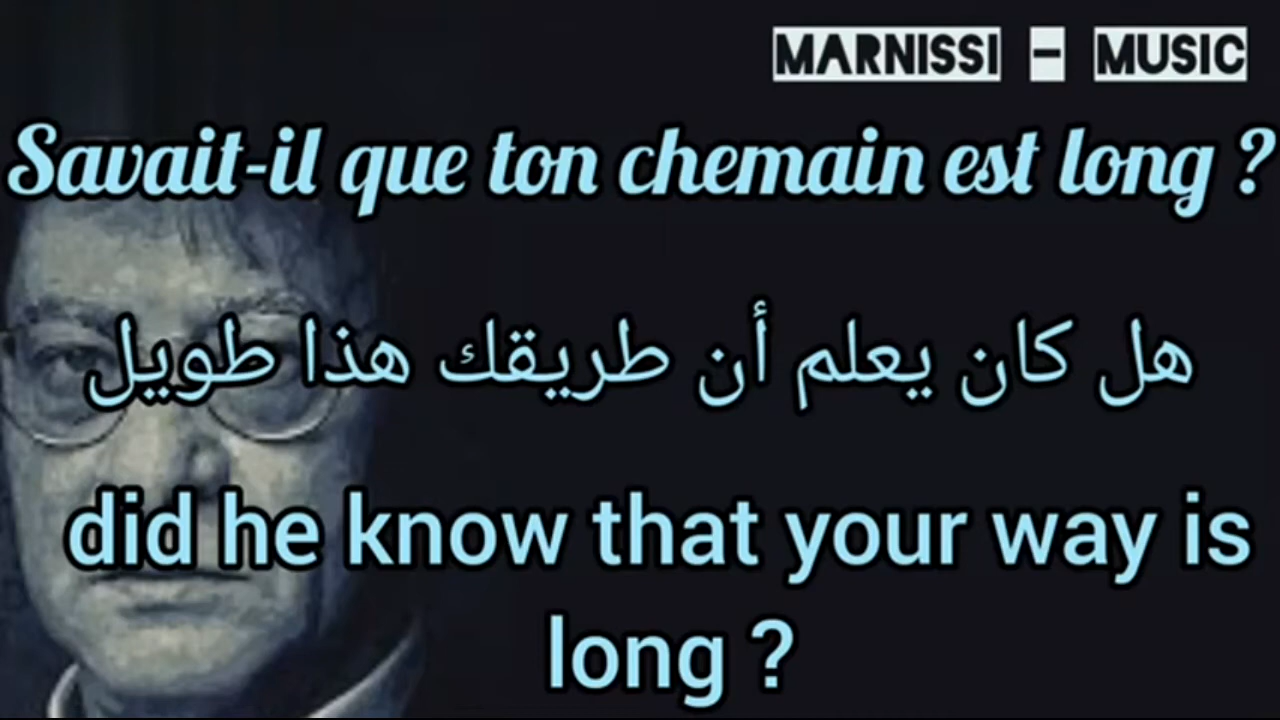 MARNISSI - MUSIC
Savait-il que ton chemain est long ?
هل كان يعلم أن طريقك هذا طويل
did he know that your way is
long ?